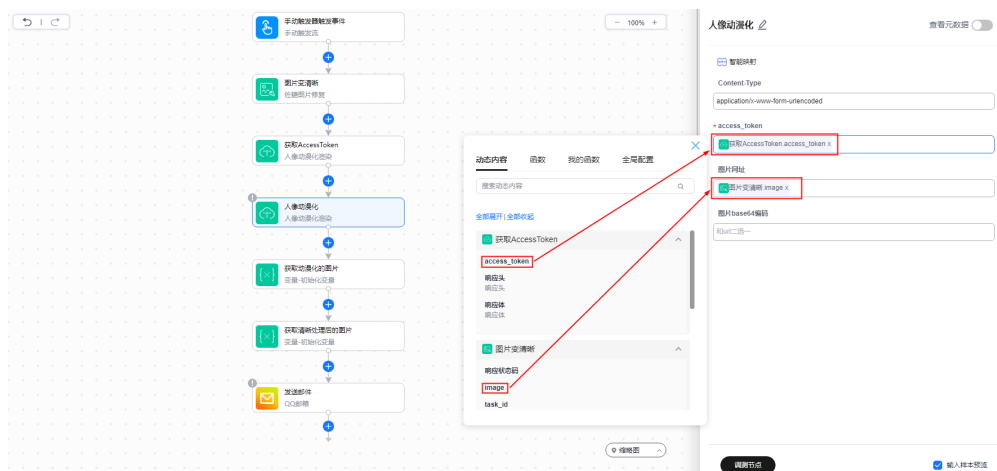 手动触发器触发事件
手动触发流
图片变清晰
佐糖图片修复
获取AccessToken
人像动漫化渲染
人像动漫化
人像动漫化渲染
获取动漫化的图片
变量-初始化变量
获取清晰处理后的图片
变量-初始化变量
发送邮件
QQ邮箱
100%
缩略图
动态内容 函数 我的函数 全局配置
搜索动态内容
全部展开 | 全部收起
获取AccessToken
access_token
响应头
响应头
响应体
响应体
图片变清晰
响应状态码
image
task_id
人像动漫化
查看元数据
智能映射
Content-Type
application/x-www-form-urlencoded
* access_token
获取AccessToken.access_token x
图片网址
图片变清晰.image x
图片base64编码
和url二选一
调测节点
输入样本预览